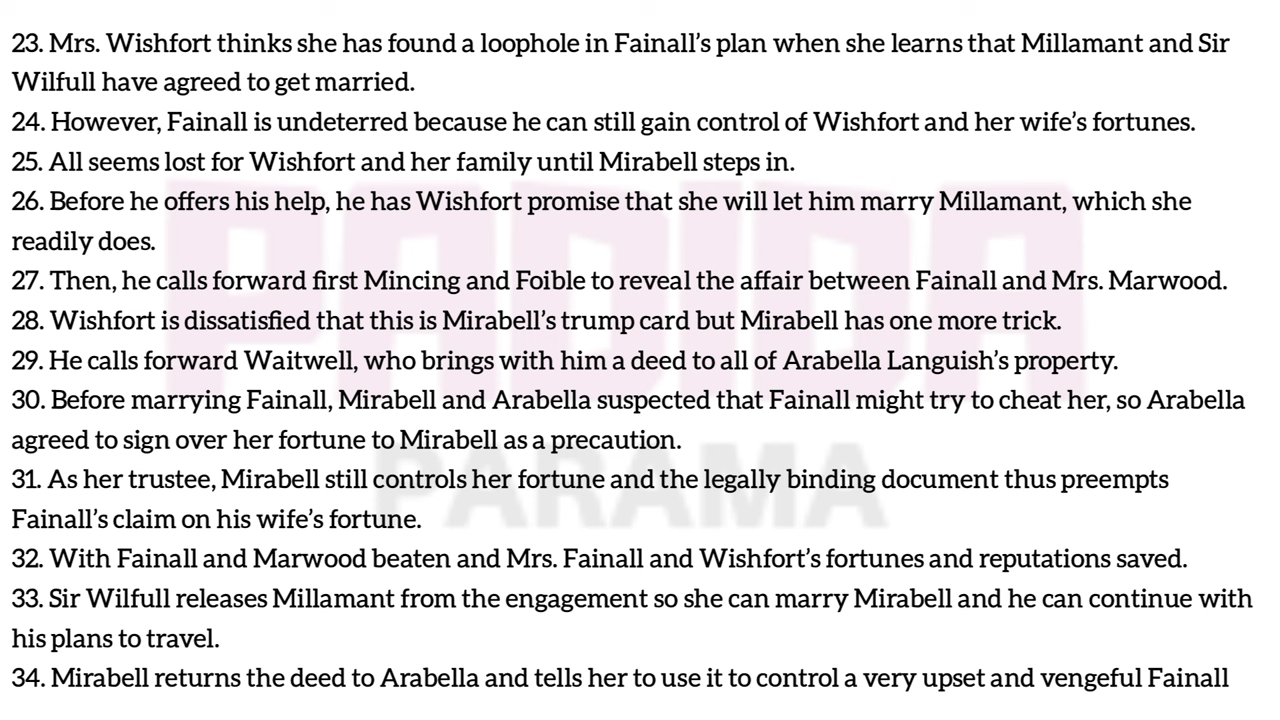 23. Mrs. Wishfort thinks she has found a loophole in Fainall’s plan when she learns that Millamant and Sir
Wilfull have agreed to get married.
24. However, Fainall is undeterred because he can still gain control of Wishfort and her wife’s fortunes.
25. All seems lost for Wishfort and her family until Mirabell steps in.
26. Before he offers his help, he has Wishfort promise that she will let him marry Millamant, which she
readily does.
27. Then, he calls forward first Mincing and Foible to reveal the affair between Fainall and Mrs. Marwood.
28. Wishfort is dissatisfied that this is Mirabell’s trump card but Mirabell has one more trick.
29. He calls forward Waitwell, who brings with him a deed to all of Arabella Languish’s property.
30. Before marrying Fainall, Mirabell and Arabella suspected that Fainall might try to cheat her, so Arabella
agreed to sign over her fortune to Mirabell as a precaution.
31. As her trustee, Mirabell still controls her fortune and the legally binding document thus preempts
Fainall’s claim on his wife’s fortune.
32. With Fainall and Marwood beaten and Mrs. Fainall and Wishfort’s fortunes and reputations saved.
33. Sir Wilfull releases Millamant from the engagement so she can marry Mirabell and he can continue with
his plans to travel.
34. Mirabell returns the deed to Arabella and tells her to use it to control a very upset and vengeful Fainall
PADIDA
PARAMA